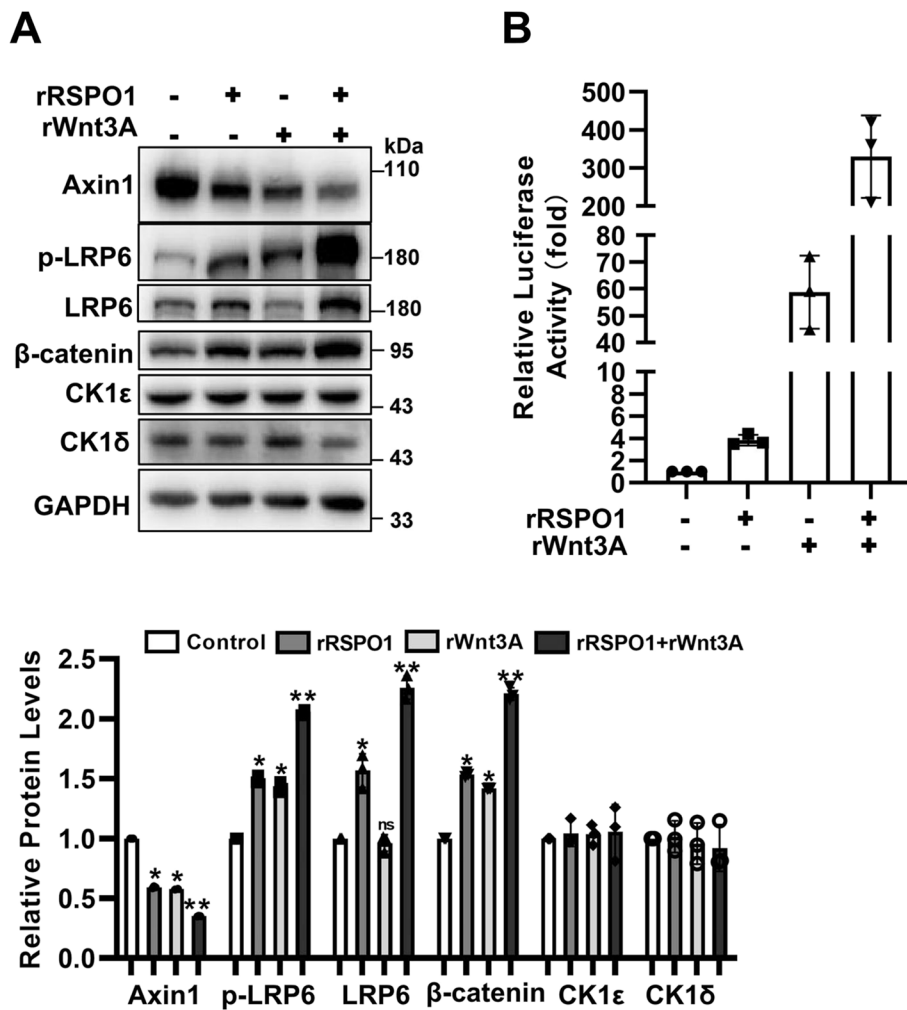 A
rRSPO1 - + - +
rWnt3A - - + +
kDa
Axin1 110
p-LRP6 180
LRP6 180
β-catenin 95
CK1ε 43
CK1δ 43
GAPDH 33
B
Relative Luciferase
Activity (fold)
500
400
300
200
80
70
60
50
40
10
8
6
4
2
0
rRSPO1 - + - +
rWnt3A - - + +
Control rRSPO1 rWnt3A rRSPO1+rWnt3A
Relative Protein Levels
2.5
2.0
1.5
1.0
0.5
0.0
* * **
* * **
* ns **
* * **
Axin1 p-LRP6 LRP6 β-catenin CK1ε CK1δ